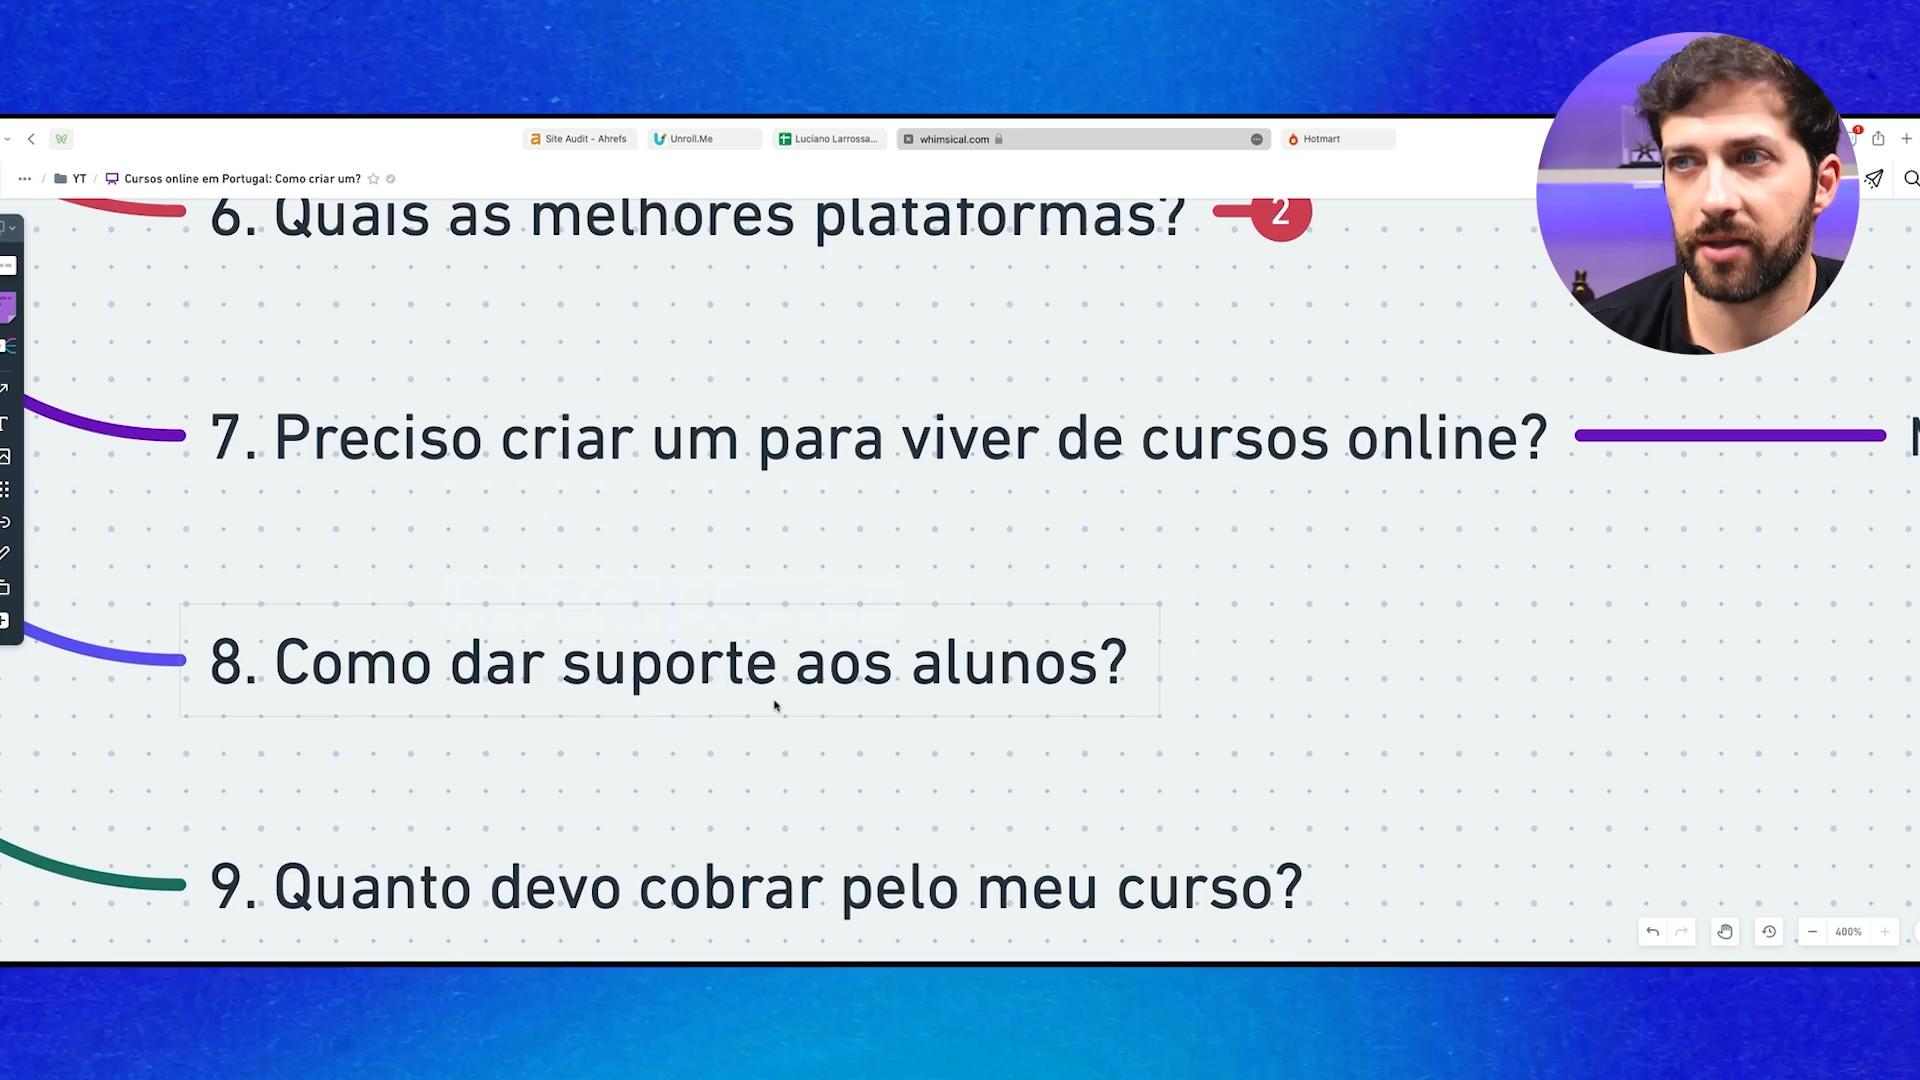 Site Audit - Ahrefs
Unroll.Me
Luciano Larrossa...
whimsical.com
Hotmart
1
... / YT / Cursos online em Portugal: Como criar um?
6. Quais as melhores plataformas?
2
7. Preciso criar um para viver de cursos online?
8. Como dar suporte aos alunos?
9. Quanto devo cobrar pelo meu curso?
400%